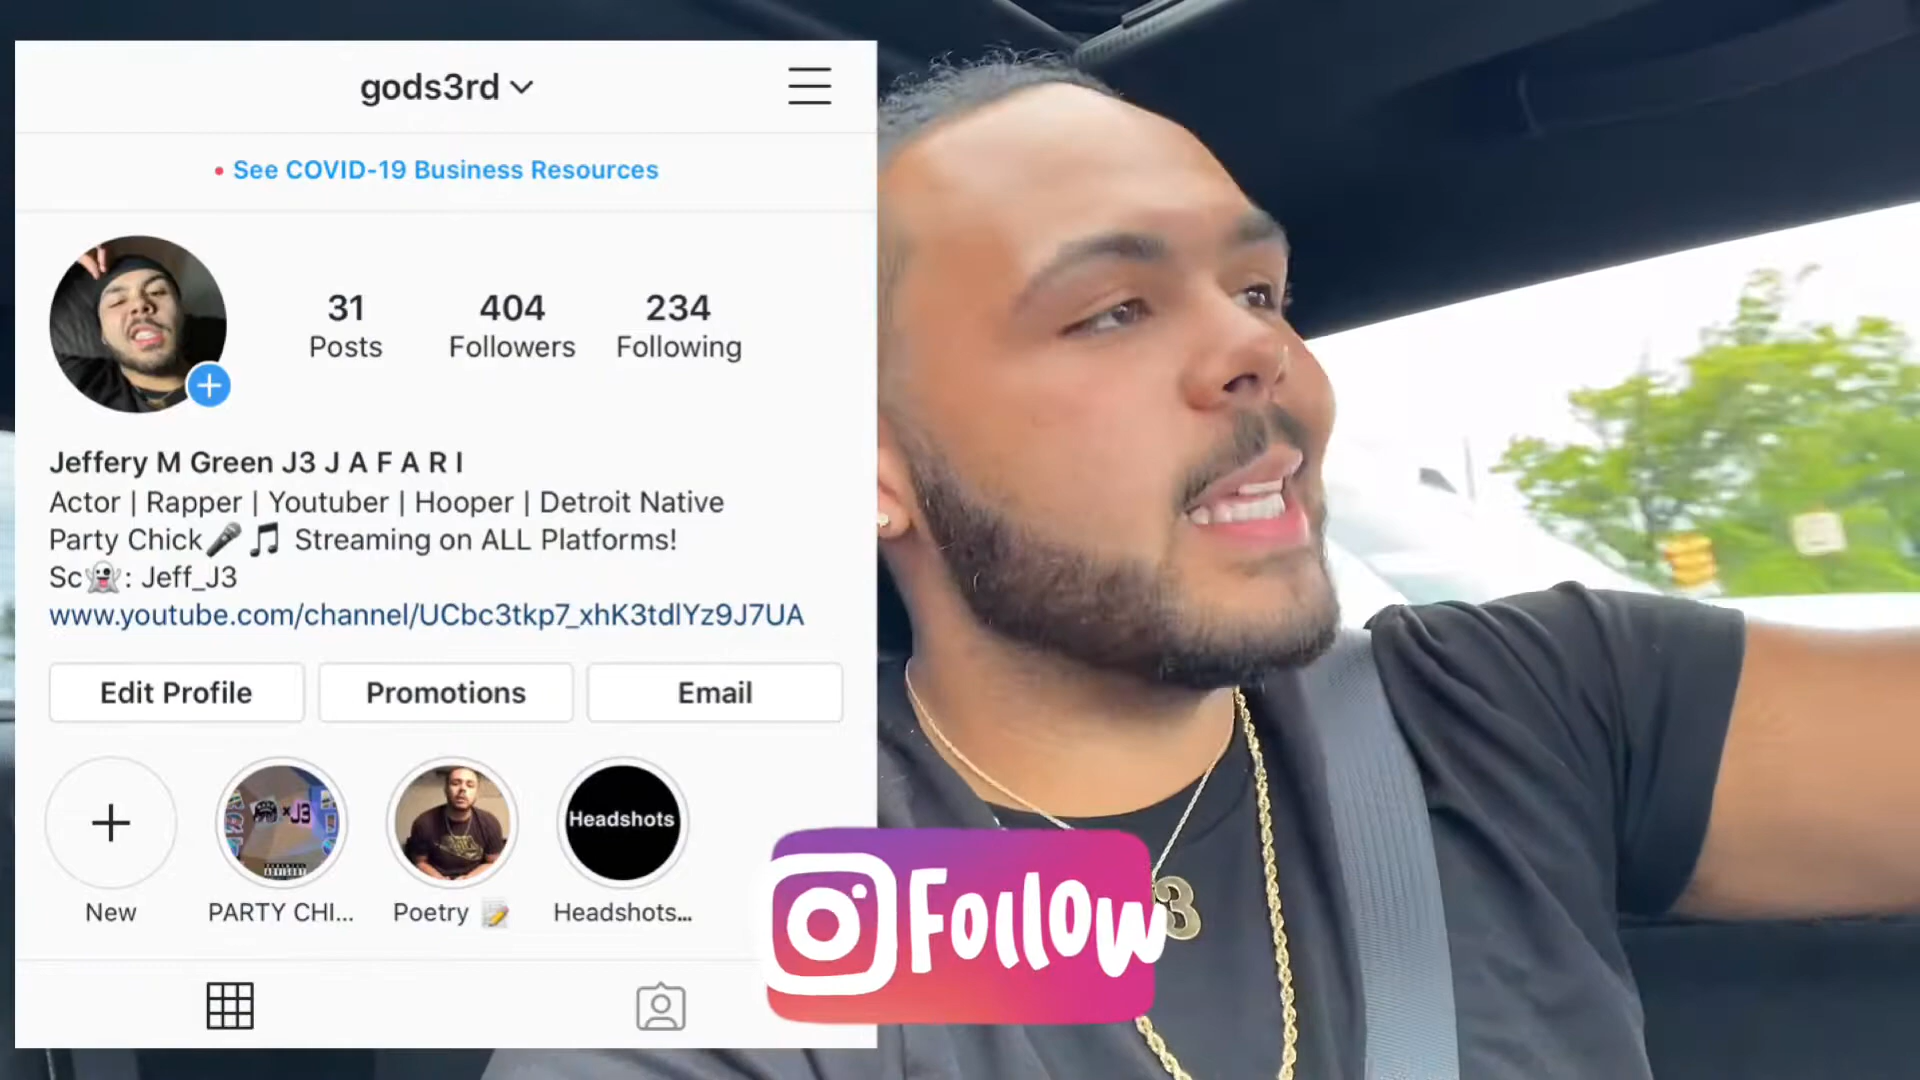 gods3rd
See COVID-19 Business Resources
31
404
234
Posts
Followers
Following
Jeffery M Green J3 J A F A R I
Actor | Rapper | Youtuber | Hooper | Detroit Native
Party Chick🎤🎵 Streaming on ALL Platforms!
Sc👻: Jeff_J3
www.youtube.com/channel/UCbc3tkp7_xhK3tdlYz9J7UA
Edit Profile
Promotions
Email
xJ3
Headshots
New
PARTY CHI...
Poetry 📝
Headshots...
Follow
3